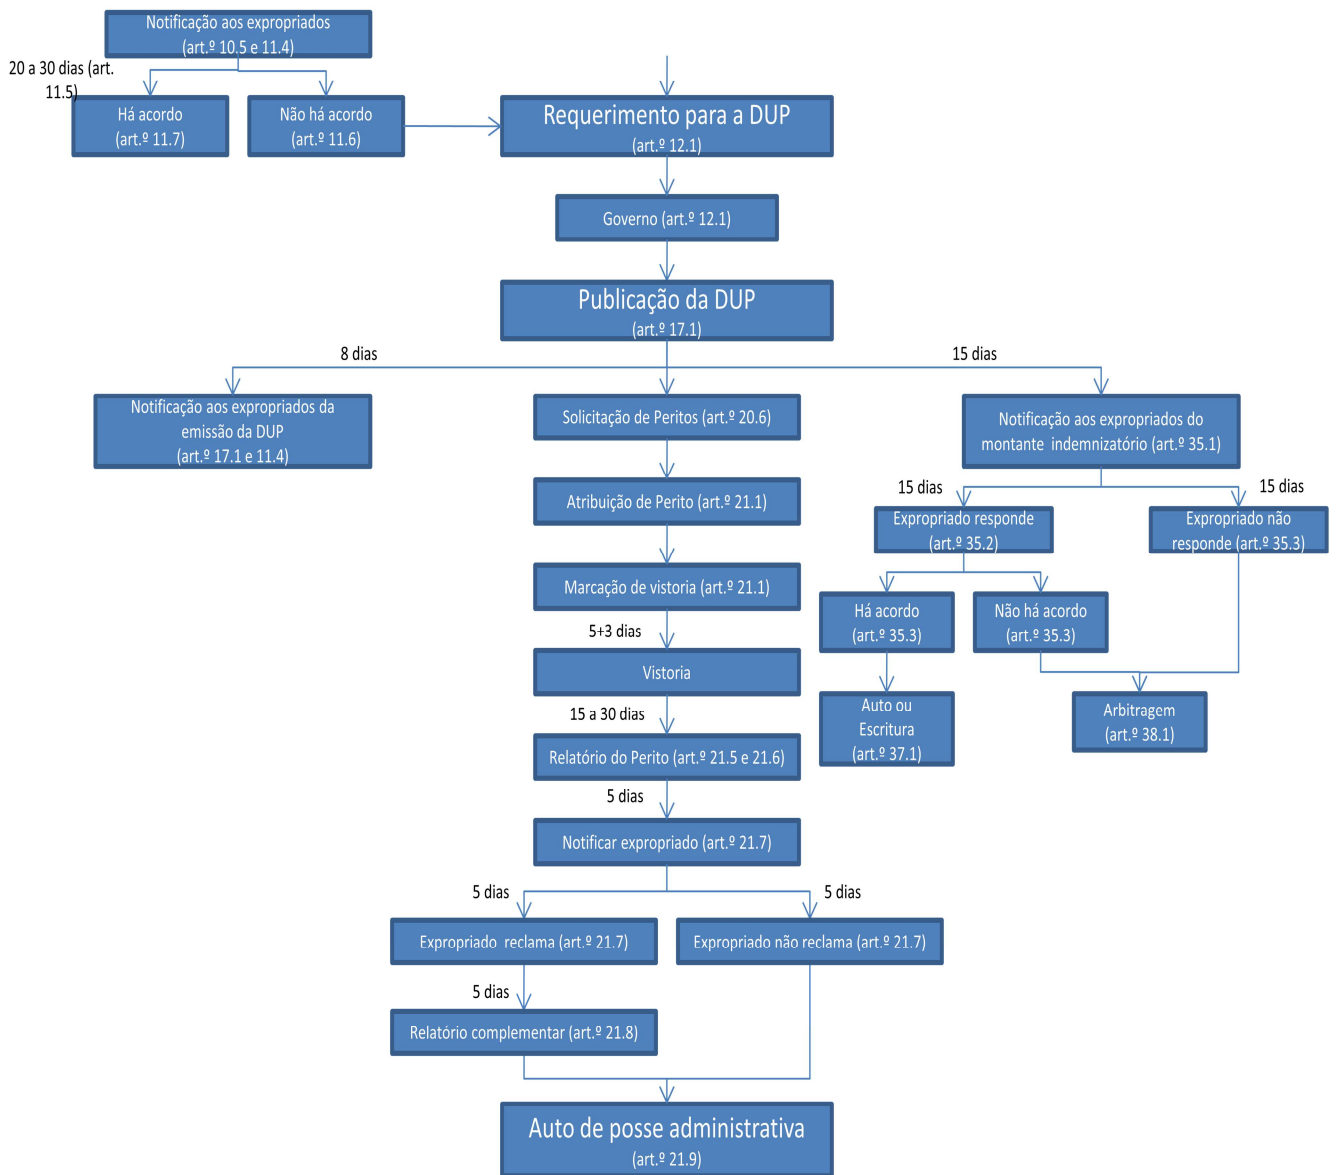 Notificação aos expropriados
(art.º 10.5 e 11.4)
20 a 30 dias (art.
11.5)
Há acordo
(art.º 11.7)
Não há acordo
(art.º 11.6)
Requerimento para a DUP
(art.º 12.1)
Governo (art.º 12.1)
Publicação da DUP
(art.º 17.1)
8 dias
15 dias
Notificação aos expropriados da
emissão da DUP
(art.º 17.1 e 11.4)
Solicitação de Peritos (art.º 20.6)
Notificação aos expropriados do
montante indemnizatório (art.º 35.1)
Atribuição de Perito (art.º 21.1)
15 dias
15 dias
Expropriado responde
(art.º 35.2)
Expropriado não
responde (art.º 35.3)
Marcação de vistoria (art.º 21.1)
Há acordo
(art.º 35.3)
Não há acordo
(art.º 35.3)
5+3 dias
Vistoria
Auto ou
Escritura
(art.º 37.1)
Arbitragem
(art.º 38.1)
15 a 30 dias
Relatório do Perito (art.º 21.5 e 21.6)
5 dias
Notificar expropriado (art.º 21.7)
5 dias
5 dias
Expropriado reclama (art.º 21.7)
Expropriado não reclama (art.º 21.7)
5 dias
Relatório complementar (art.º 21.8)
Auto de posse administrativa
(art.º 21.9)